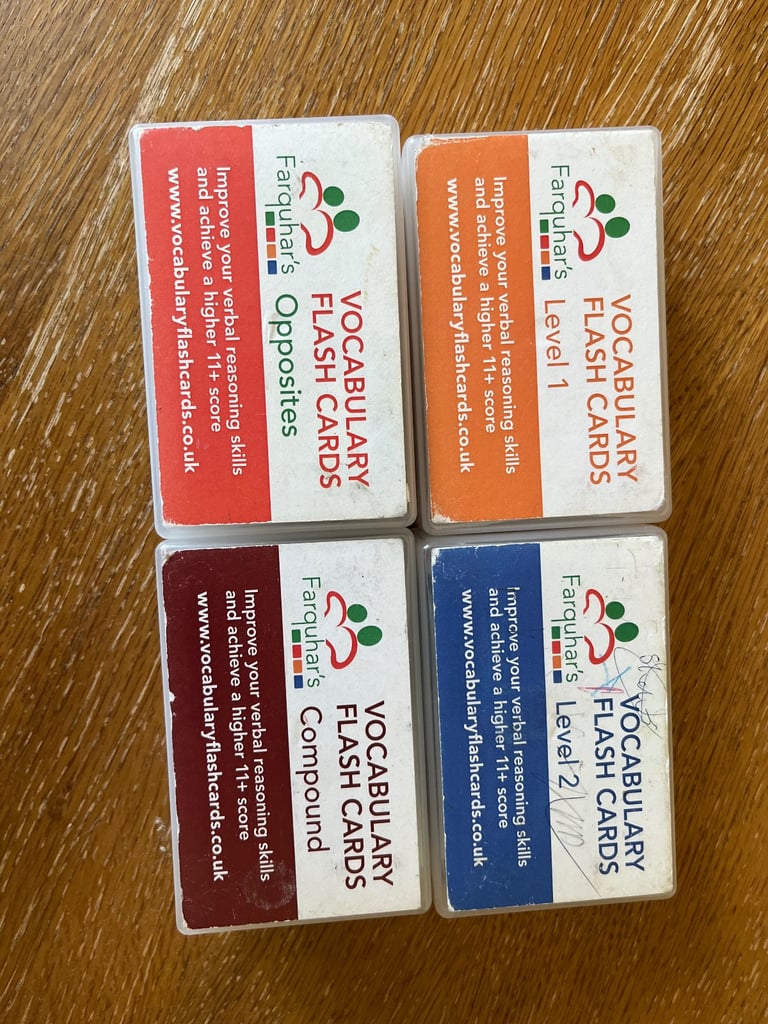 Farquhar's
VOCABULARY
FLASH CARDS
Level 1
Improve your verbal reasoning skills
and achieve a higher 11+ score
www.vocabularyflashcards.co.uk
Farquhar's
VOCABULARY
FLASH CARDS
Level 2
Improve your verbal reasoning skills
and achieve a higher 11+ score
www.vocabularyflashcards.co.uk
Farquhar's
VOCABULARY
FLASH CARDS
Opposites
Improve your verbal reasoning skills
and achieve a higher 11+ score
www.vocabularyflashcards.co.uk
Farquhar's
VOCABULARY
FLASH CARDS
Compound
Improve your verbal reasoning skills
and achieve a higher 11+ score
www.vocabularyflashcards.co.uk